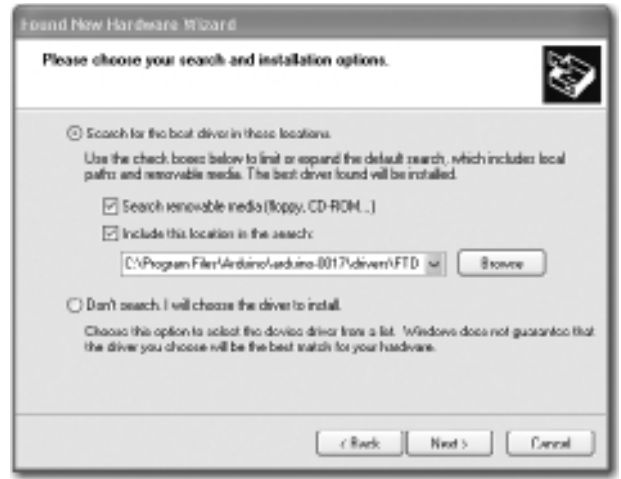 Found New Hardware Wizard
Please choose your search and installation options.
Search for the best driver in these locations.
Use the check boxes below to limit or expand the default search, which includes local
paths and removable media. The best driver found will be installed.
Search removable media (floppy, CD-ROM...)
Include this location in the search:
C:\Program Files\Arduino\arduino-0017\drivers\FTD
Browse
Don't search. I will choose the driver to install.
Choose this option to select the device driver from a list. Windows does not guarantee that
the driver you choose will be the best match for your hardware.
< Back Next > Cancel